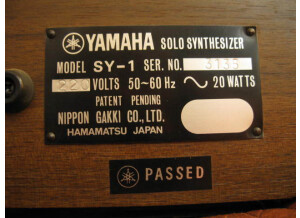 YAMAHA SOLO SYNTHESIZER
MODEL SY-1 SER. NO. 3135
220 VOLTS 50~60 Hz ~ 20 WATTS
PATENT PENDING
NIPPON GAKKI CO., LTD.
HAMAMATSU JAPAN
PASSED